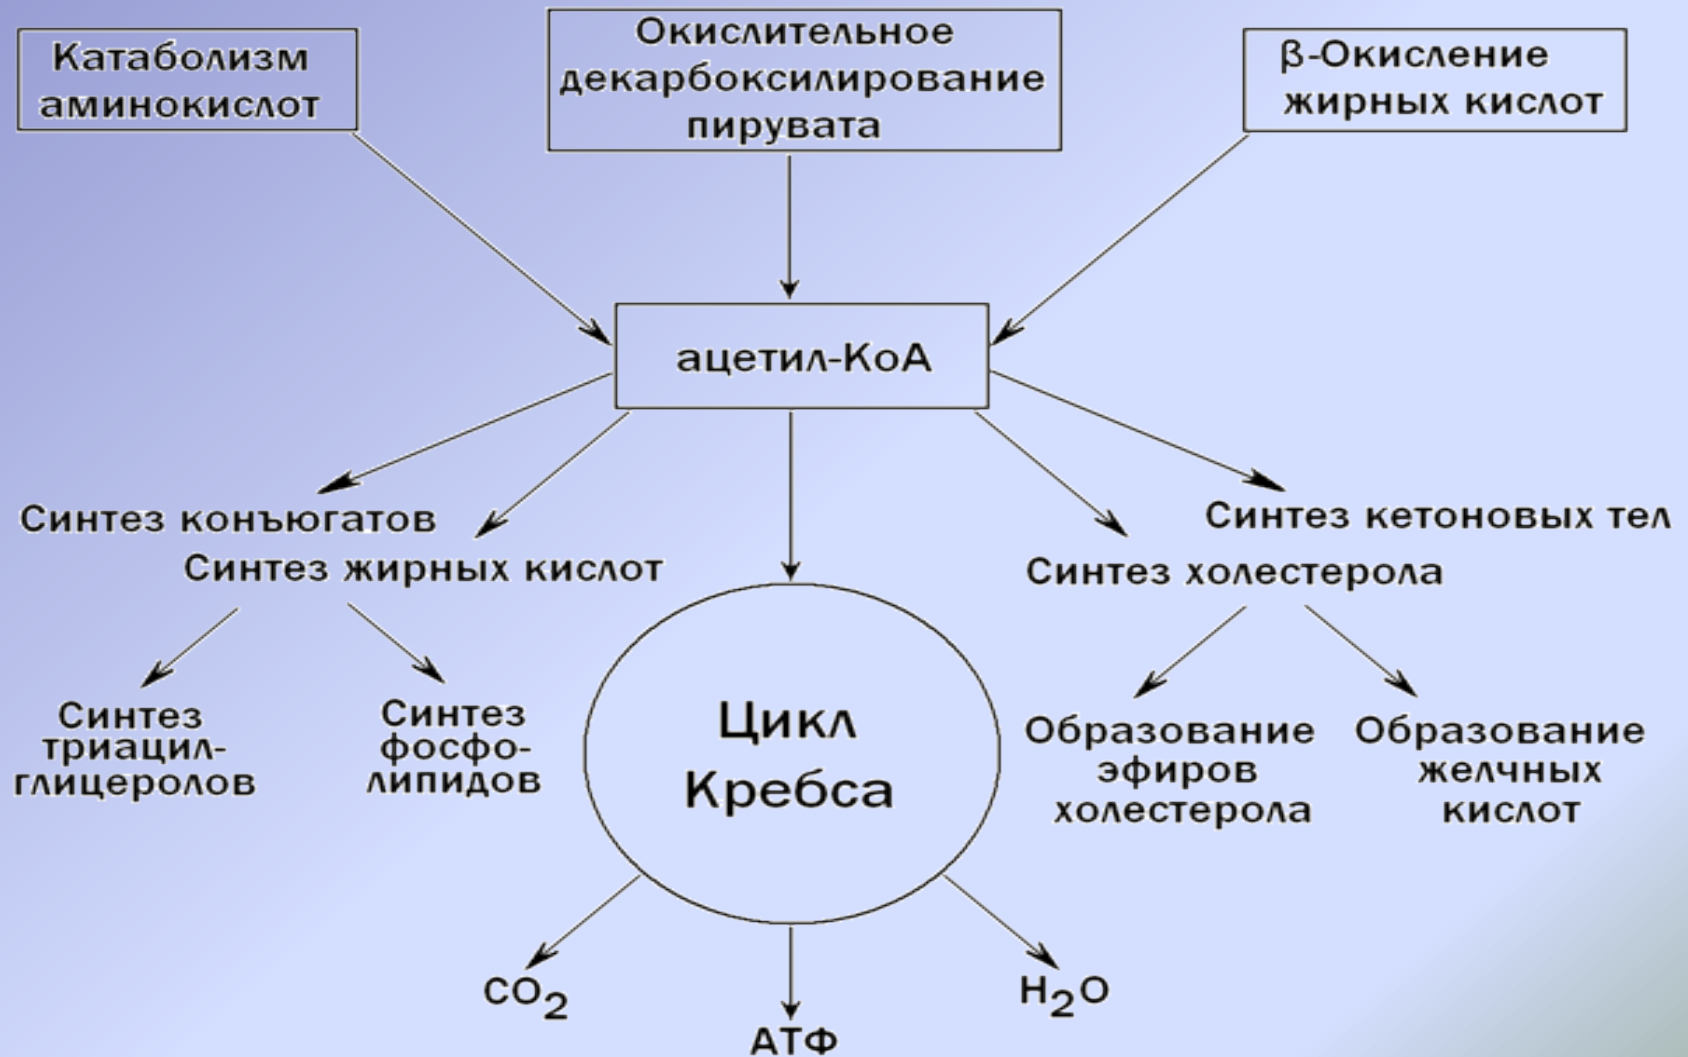 Катаболизм
аминокислот
Окислительное
декарбоксилирование
пирувата
β-Окисление
жирных кислот
ацетил-КоА
Синтез конъюгатов
Синтез жирных кислот
Синтез кетоновых тел
Синтез холестерола
Синтез
триацил-
глицеролов
Синтез
фосфо-
липидов
Цикл
Кребса
Образование
эфиров
холестерола
Образование
желчных
кислот
CO₂
АТФ
H₂O